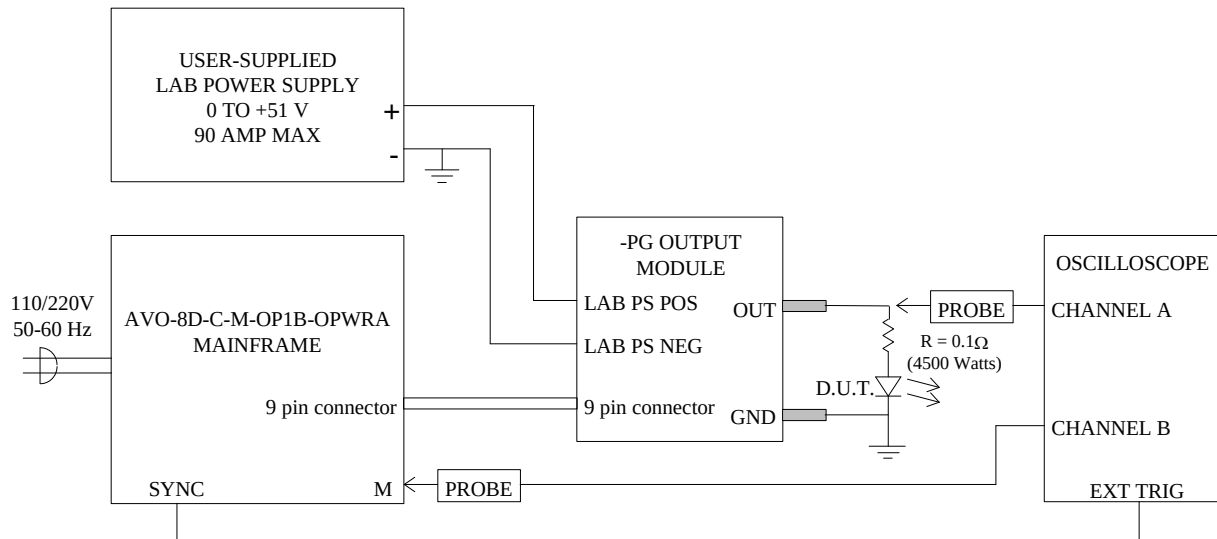 USER-SUPPLIED
LAB POWER SUPPLY
0 TO +51 V
90 AMP MAX
+
-
110/220V
50-60 Hz
AVO-8D-C-M-OP1B-OPWRA
MAINFRAME
9 pin connector
SYNC
M
PROBE
-PG OUTPUT
MODULE
LAB PS POS
OUT
LAB PS NEG
9 pin connector
GND
R = 0.1Ω
(4500 Watts)
D.U.T.
PROBE
OSCILLOSCOPE
CHANNEL A
CHANNEL B
EXT TRIG